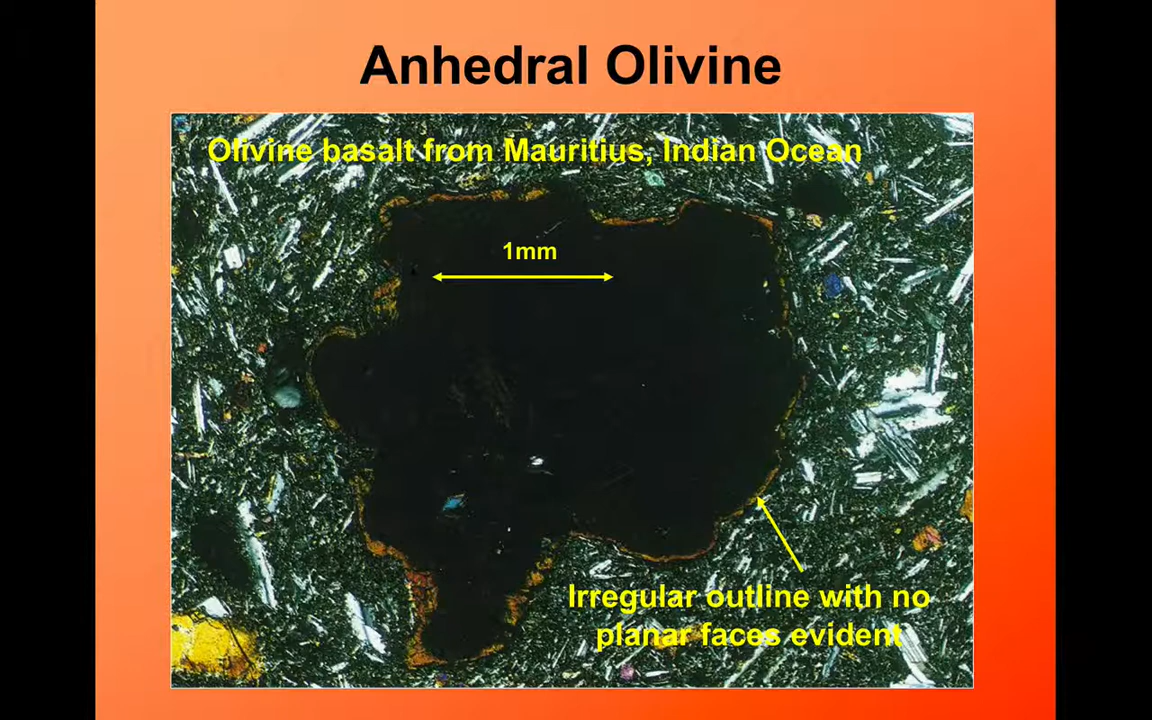 Anhedral Olivine
Olivine basalt from Mauritius, Indian Ocean
1mm
Irregular outline with no
planar faces evident